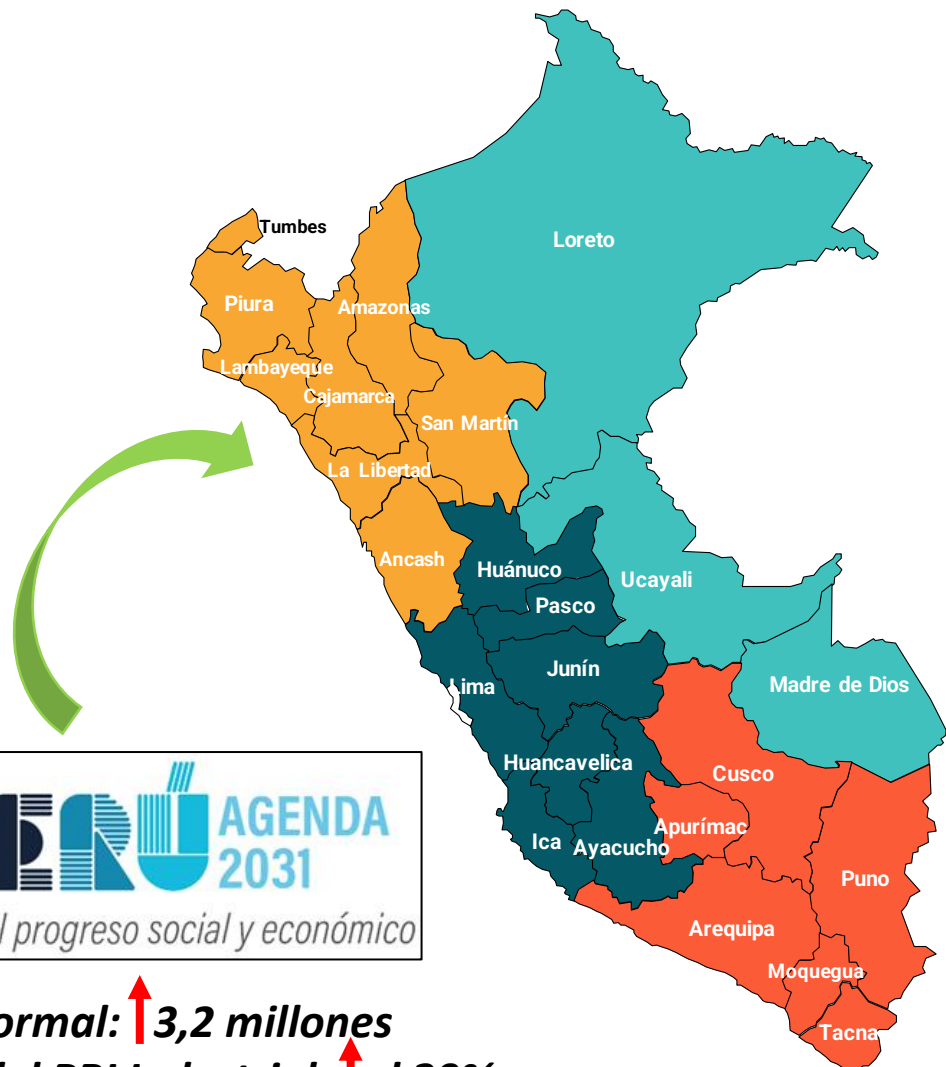 Tumbes
Loreto
Piura
Amazonas
Lambayeque
Cajamarca
San Martín
La Libertad
Ancash
Huánuco
Ucayali
Pasco
Junín
Lima
Madre de Dios
Huancavelica
Cusco
Apurímac
Ica
Ayacucho
Puno
Arequipa
Moquegua
Tacna
ERÚ AGENDA
2031
l progreso social y económico
ormal: 3,2 millones